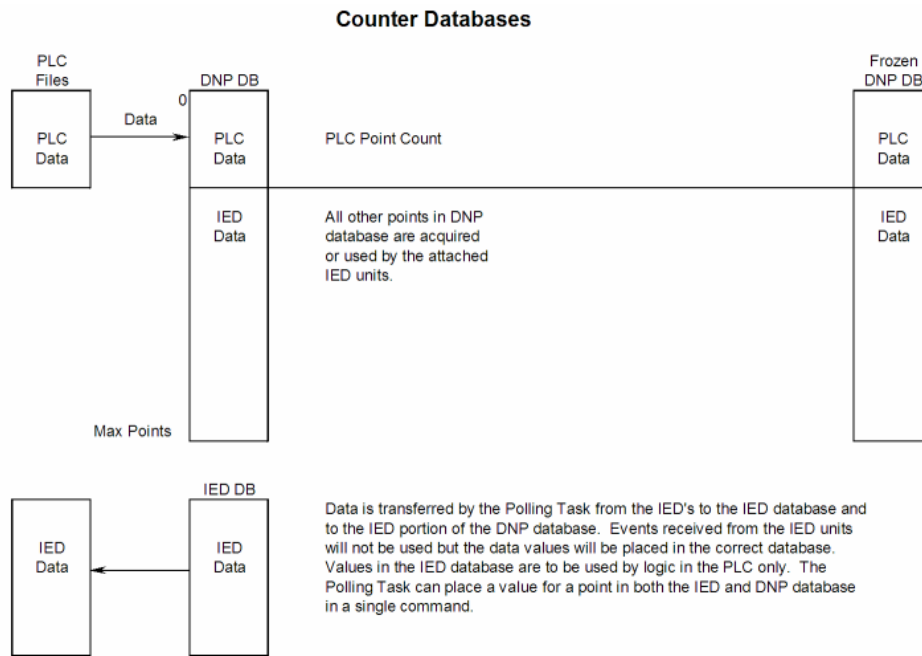 Counter Databases
PLC
Files
DNP DB
Frozen
DNP DB
0
Data
PLC
Data
PLC
Data
PLC Point Count
PLC
Data
IED
Data
All other points in DNP
database are acquired
or used by the attached
IED units.
IED
Data
Max Points
IED DB
IED
Data
IED
Data
Data is transferred by the Polling Task from the IED's to the IED database and
to the IED portion of the DNP database. Events received from the IED units
will not be used but the data values will be placed in the correct database.
Values in the IED database are to be used by logic in the PLC only. The
Polling Task can place a value for a point in both the IED and DNP database
in a single command.